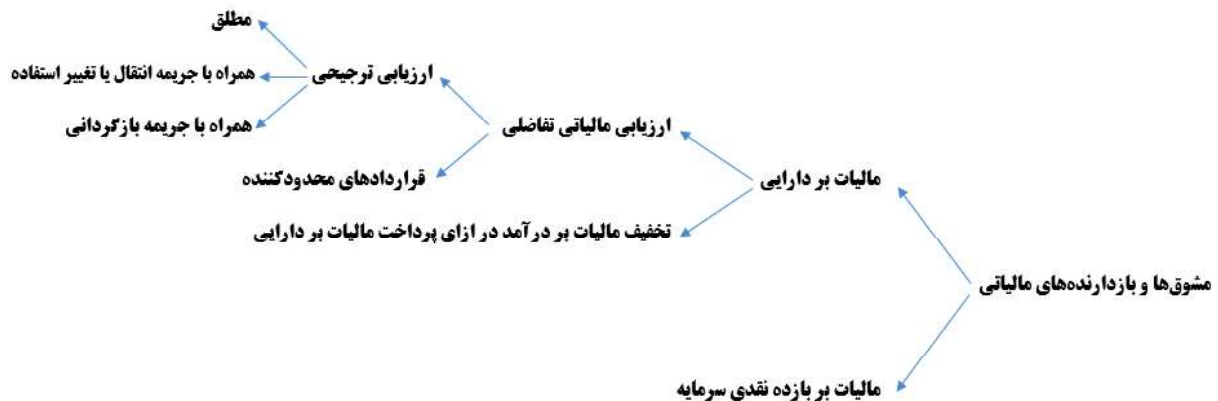 مطلق
ارزیابی ترجیحی
همراه با جریمه انتقال یا تغییر استفاده
ارزیابی مالیاتی تفاضلی
همراه با جریمه بازگردانی
مالیات بر دارایی
قراردادهای محدودکننده
تخفیف مالیات بر درآمد در ازای پرداخت مالیات بر دارایی
مشوق‌ها و بازدارنده‌های مالیاتی
مالیات بر بازده نقدی سرمایه